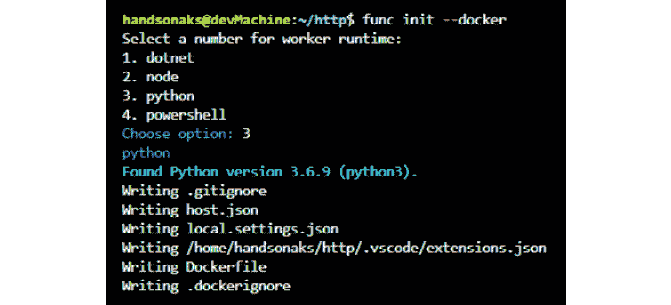 handsonaks@devMachine:~/http$ func init --docker
Select a number for worker runtime:
1. dotnet
2. node
3. python
4. powershell
Choose option: 3
python
Found Python version 3.6.9 (python3).
Writing .gitignore
Writing host.json
Writing local.settings.json
Writing /home/handsonaks/http/.vscode/extensions.json
Writing Dockerfile
Writing .dockerignore